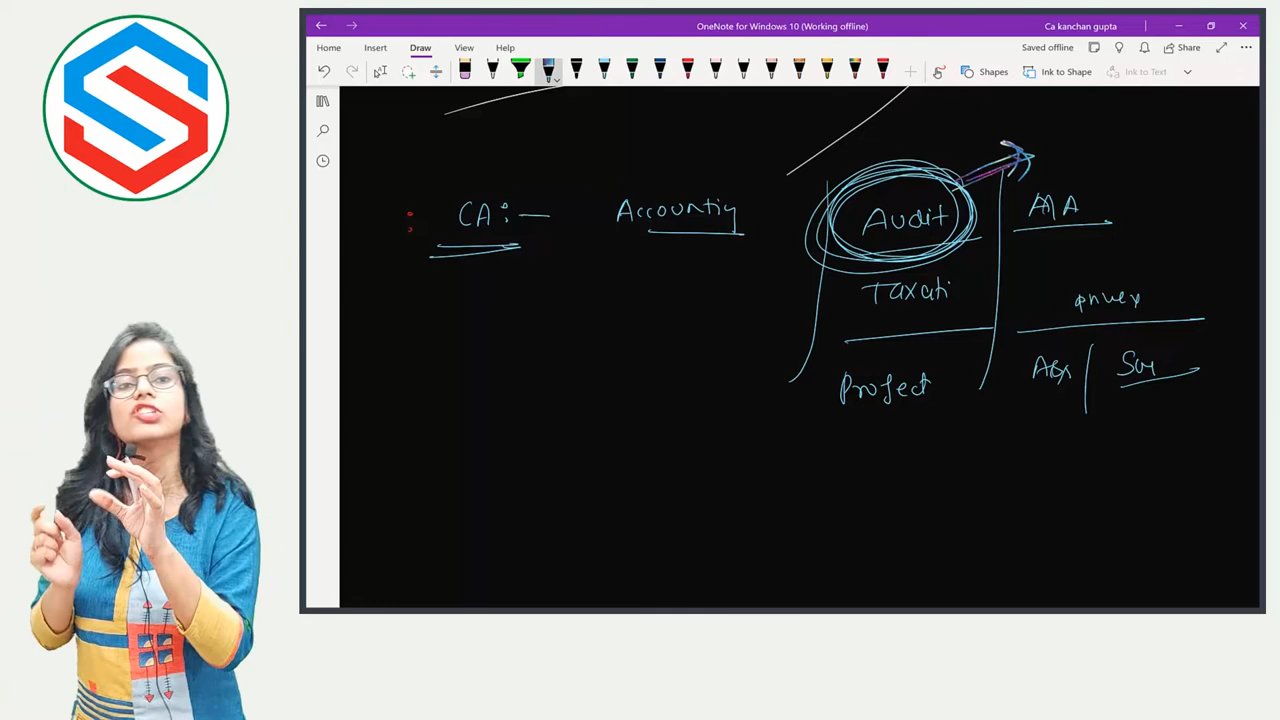 OneNote for Windows 10 (Working offline)
Ca kanchan gupta
Home Insert Draw View Help
Saved offline
Share
Shapes
Ink to Shape
Ink to Text
CA:— Accounting Audit AA
Taxati
Project